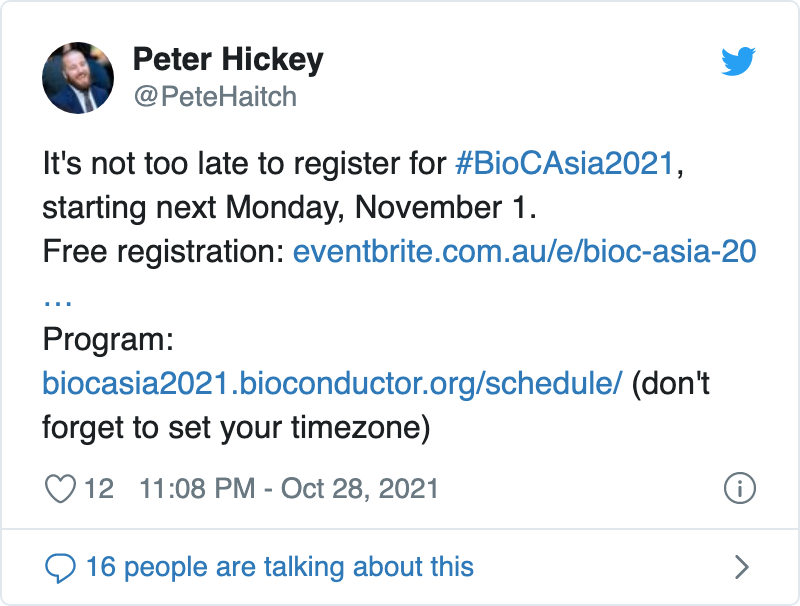 Peter Hickey
@PeteHaitch
It's not too late to register for #BioCAsia2021,
starting next Monday, November 1.
Free registration: eventbrite.com.au/e/bioc-asia-20
…
Program:
biocasia2021.bioconductor.org/schedule/ (don't
forget to set your timezone)
12 11:08 PM - Oct 28, 2021
16 people are talking about this